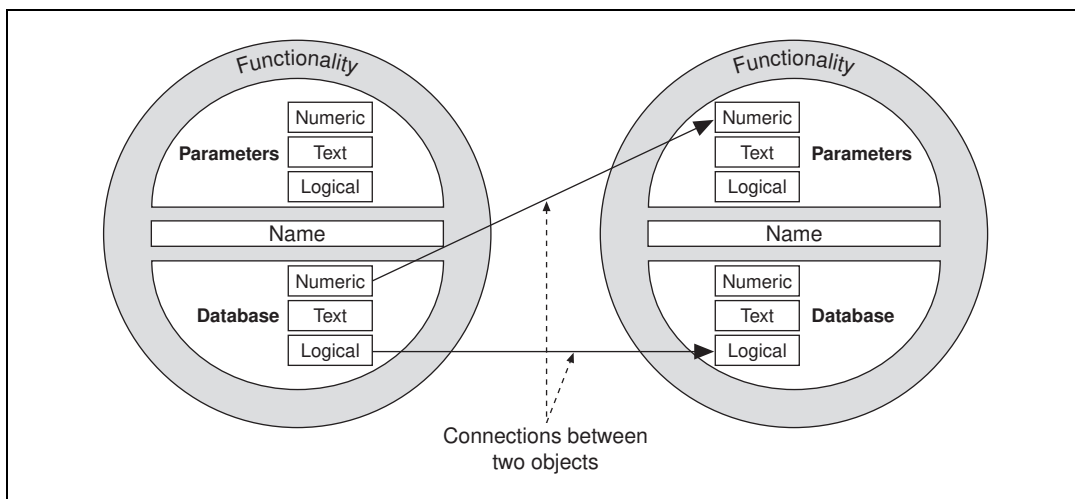 Functionality
Numeric
Parameters
Text
Logical
Name
Numeric
Database
Text
Logical
Functionality
Numeric
Text
Parameters
Logical
Name
Numeric
Text
Database
Logical
Connections between
two objects